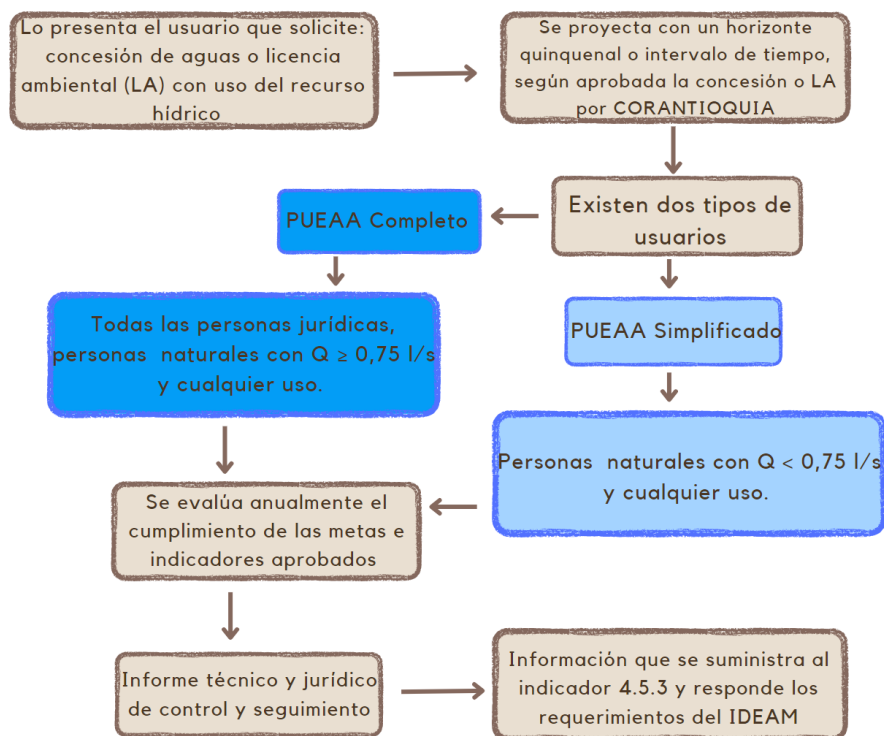 Lo presenta el usuario que solicite:
concesión de aguas o licencia
ambiental (LA) con uso del recurso
hídrico
Se proyecta con un horizonte
quinquenal o intervalo de tiempo,
según aprobada la concesión o LA
por CORANTIOQUIA
Existen dos tipos de
usuarios
PUEAA Completo
Todas las personas jurídicas,
personas naturales con Q ≥ 0,75 l/s
y cualquier uso.
PUEAA Simplificado
Personas naturales con Q < 0,75 l/s
y cualquier uso.
Se evalúa anualmente el
cumplimiento de las metas e
indicadores aprobados
Informe técnico y jurídico
de control y seguimiento
Información que se suministra al
indicador 4.5.3 y responde los
requerimientos del IDEAM